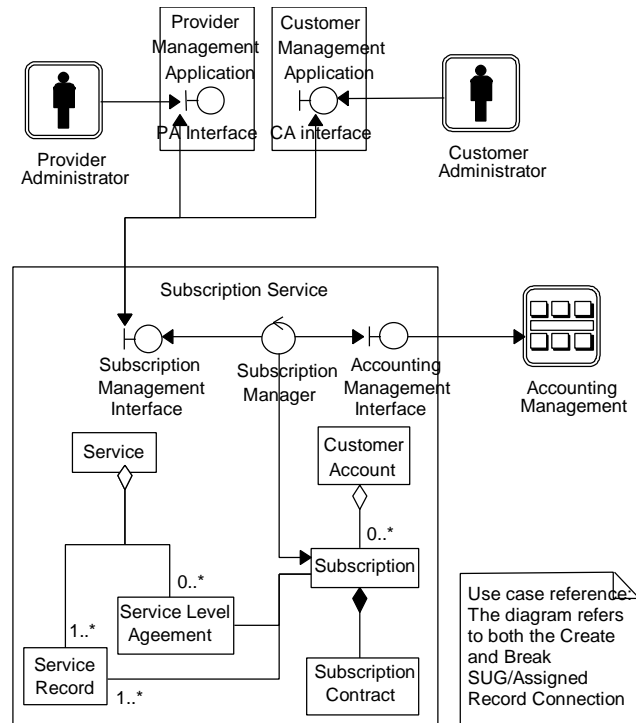 Provider
Management
Application
PA Interface
Customer
Management
Application
CA interface
Provider
Administrator
Customer
Administrator
Subscription Service
Subscription
Management
Interface
Subscription
Manager
Accounting
Management
Interface
Accounting
Management
Service
Customer
Account
0..*
0..*
Subscription
Service Level
Ageement
1..*
Service
Record
1..*
Subscription
Contract
Use case reference:
The diagram refers
to both the Create
and Break
SUG/Assigned
Record Connection